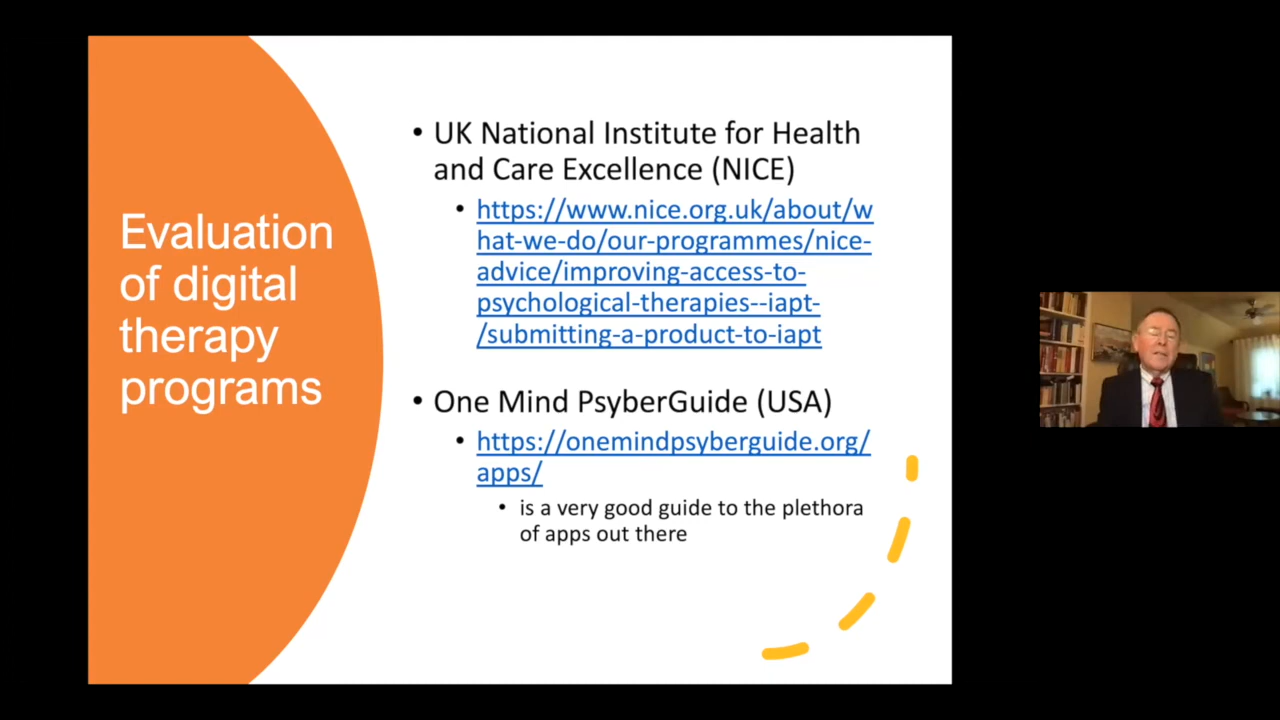 Evaluation
of digital
therapy
programs
• UK National Institute for Health
and Care Excellence (NICE)
• https://www.nice.org.uk/about/w
hat-we-do/our-programmes/nice-
advice/improving-access-to-
psychological-therapies--iapt-
/submitting-a-product-to-iapt
• One Mind PsyberGuide (USA)
• https://onemindpsyberguide.org/
apps/
• is a very good guide to the plethora
of apps out there